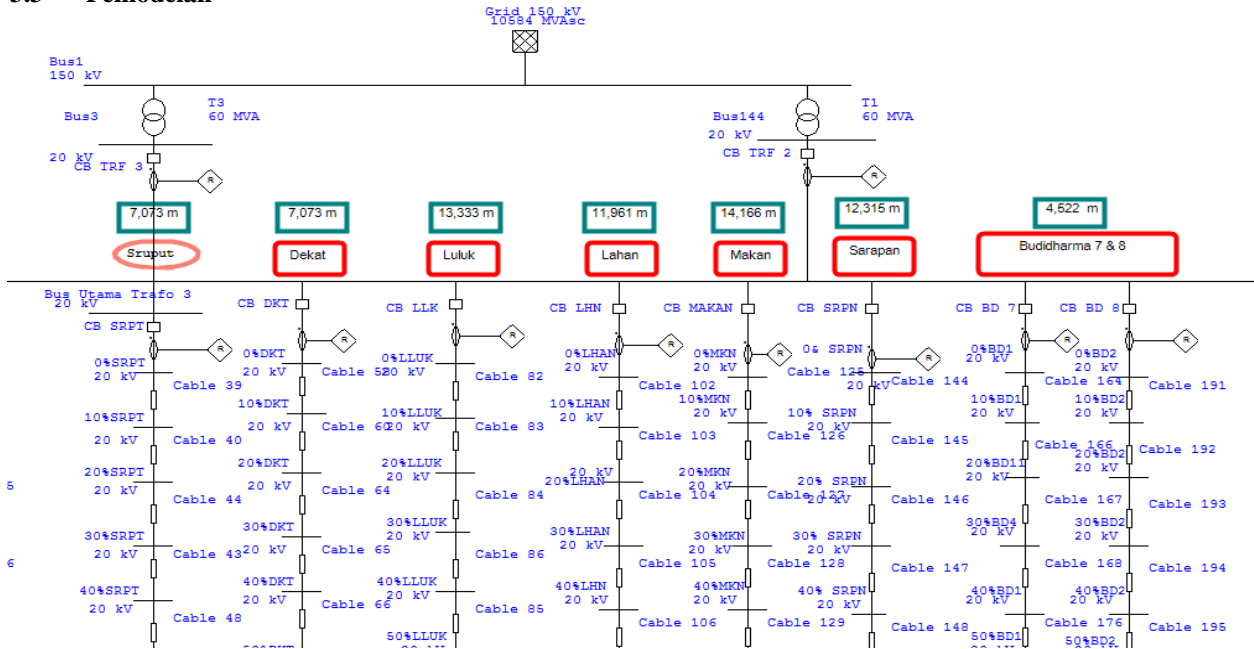 3.3 Pemodelan
Grid 150 kV
10584 MVAsc
Bus1
150 kV
T3
60 MVA
Bus3
20 kV
CB TRF 3
R
T1
60 MVA
Bus144
20 kV
CB TRF 2
R
7,073 m
7,073 m
13,333 m
11,961 m
14,166 m
12,315 m
4,522 m
Sruput
Dekat
Luluk
Lahan
Makan
Sarapan
Budidharma 7 & 8
Bus Utama Trafo 3
20 kV
CB SRPT
R
0%SRPT
20 kV
Cable 39
10%SRPT
20 kV
Cable 40
20%SRPT
20 kV
Cable 44
30%SRPT
20 kV
Cable 43
40%SRPT
20 kV
Cable 48
CB DKT
R
0%DKT
20 kV
Cable 58
10%DKT
20 kV
Cable 60
20%DKT
20 kV
Cable 64
30%DKT
20 kV
Cable 65
40%DKT
20 kV
Cable 66
50%DKT
CB LLK
R
0%LLUK
20 kV
Cable 82
10%LLUK
20 kV
Cable 83
20%LLUK
20 kV
Cable 84
30%LLUK
20 kV
Cable 86
40%LLUK
20 kV
Cable 85
50%LLUK
20 kV
CB LHN
R
0%LHAN
20 kV
Cable 102
10%LHAN
20 kV
Cable 103
20 kV
20%LHAN
Cable 104
30%LHAN
20 kV
Cable 105
40%LHN
20 kV
Cable 106
CB MAKAN
R
0%MKN
20 kV
Cable 125
10%MKN
20 kV
Cable 126
20%MKN
20 kV
Cable 127
30%MKN
20 kV
Cable 128
40%MKN
20 kV
Cable 129
CB SRPN
R
0& SRPN
20 kV
Cable 144
10% SRPN
20 kV
Cable 145
20% SRPN
20 kV
Cable 146
30% SRPN
20 kV
Cable 147
40% SRPN
20 kV
Cable 148
CB BD 7
R
0%BD1
20 kV
Cable 164
10%BD1
20 kV
Cable 166
20%BD11
20 kV
Cable 167
30%BD4
20 kV
Cable 168
40%BD1
20 kV
Cable 176
50%BD1
20 kV
CB BD 8
R
0%BD2
20 kV
Cable 191
10%BD2
20 kV
Cable 192
20%BD2
20 kV
Cable 193
30%BD2
20 kV
Cable 194
40%BD2
20 kV
Cable 195
50%BD2
5
6